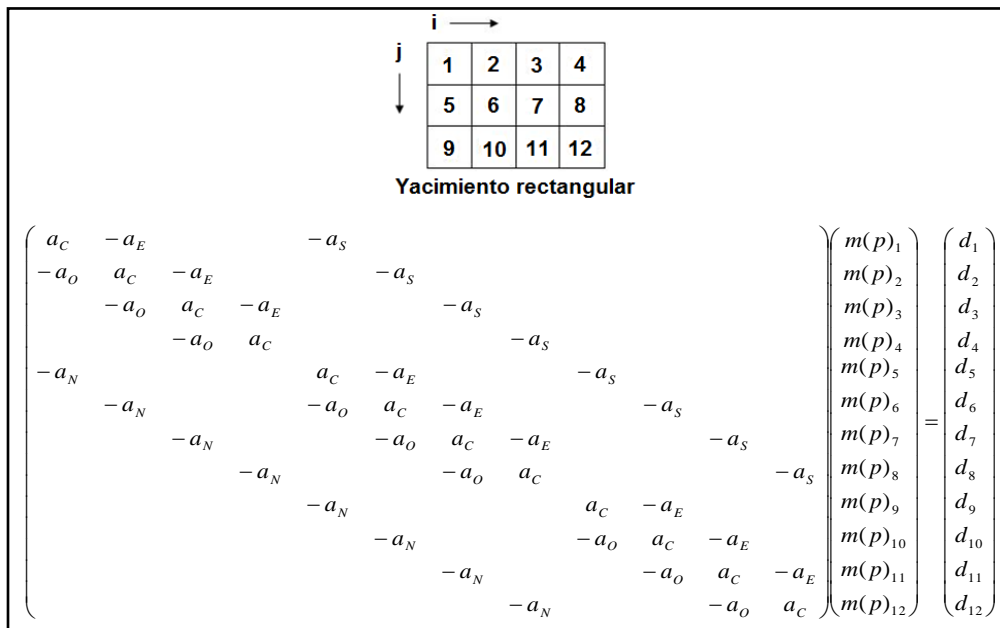 i
j
1 2 3 4
5 6 7 8
9 10 11 12
Yacimiento rectangular
a_C -a_E -a_S m(p)_1 d_1
-a_O a_C -a_E -a_S m(p)_2 d_2
-a_O a_C -a_E -a_S m(p)_3 d_3
-a_O a_C -a_S m(p)_4 d_4
-a_N a_C -a_E -a_S m(p)_5 d_5
-a_N -a_O a_C -a_E -a_S m(p)_6 = d_6
-a_N -a_O a_C -a_E -a_S m(p)_7 d_7
-a_N -a_O a_C -a_S m(p)_8 d_8
-a_N a_C -a_E m(p)_9 d_9
-a_N -a_O a_C -a_E m(p)_10 d_10
-a_N -a_O a_C -a_E m(p)_11 d_11
-a_N -a_O a_C m(p)_12 d_12